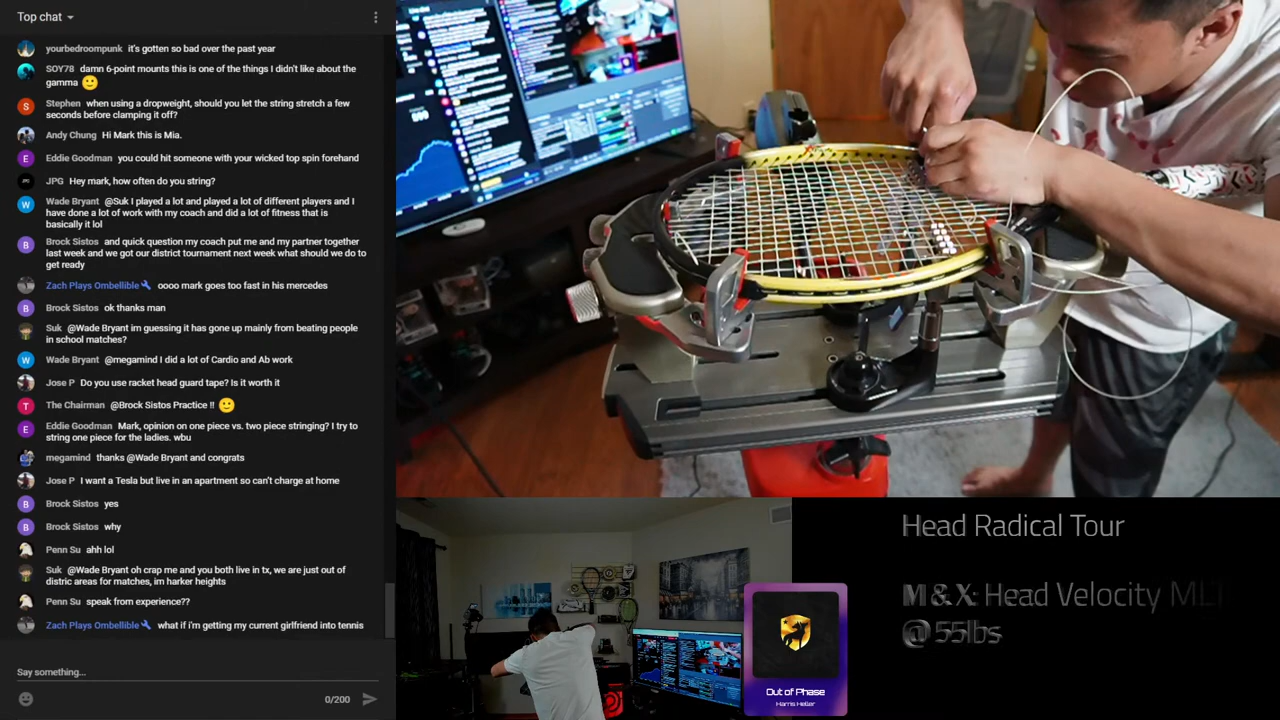 Top chat
yourbedroompunk it's gotten so bad over the past year
SOY78 damn 6-point mounts this is one of the things I didn't like about the
gamma
Stephen when using a dropweight, should you let the string stretch a few
seconds before clamping it off?
Andy Chung Hi Mark this is Mia.
Eddie Goodman you could hit someone with your wicked top spin forehand
JPG Hey mark, how often do you string?
Wade Bryant @Suk I played a lot and played a lot of different players and I
have done a lot of work with my coach and did a lot of fitness that is
basically it lol
Brock Sistos and quick question my coach put me and my partner together
last week and we got our district tournament next week what should we do to
get ready
Zach Plays Ombellible oooo mark goes too fast in his mercedes
Brock Sistos ok thanks man
Suk @Wade Bryant im guessing it has gone up mainly from beating people
in school matches?
Wade Bryant @megamind I did a lot of Cardio and Ab work
Jose P Do you use racket head guard tape? Is it worth it
The Chairman @Brock Sistos Practice !!
Eddie Goodman Mark, opinion on one piece vs. two piece stringing? I try to
string one piece for the ladies. wbu
megamind thanks @Wade Bryant and congrats
Jose P I want a Tesla but live in an apartment so can't charge at home
Brock Sistos yes
Brock Sistos why
Penn Su ahh lol
Suk @Wade Bryant oh crap me and you both live in tx, we are just out of
distric areas for matches, im harker heights
Penn Su speak from experience??
Zach Plays Ombellible what if i'm getting my current girlfriend into tennis
Say something...
0/200
Head Radical Tour
M & X: Head Velocity
@ 55lbs
Out of Phase
Harris Heller